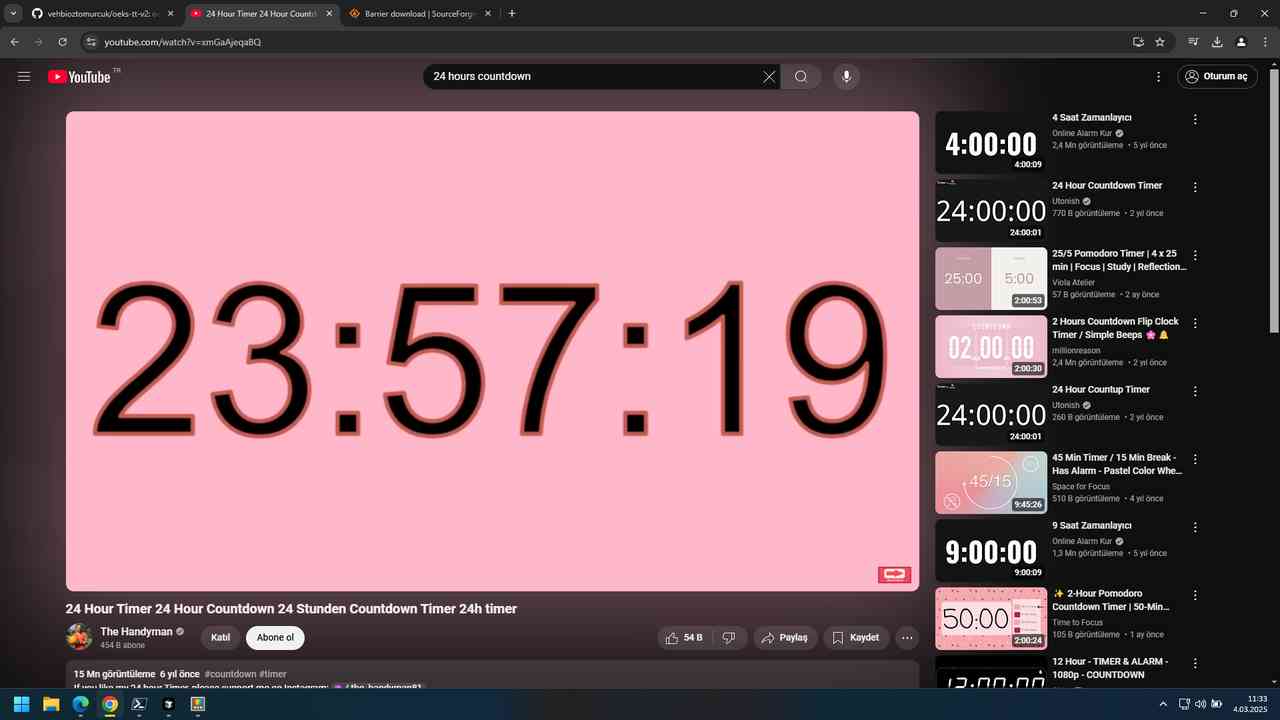 vehbioztomurcuk/oeks-tt-v2:
24 Hour Timer 24 Hour Countd
Barrier download | SourceForg
youtube.com/watch?v=xmGaAjeqaBQ
YouTube TR
24 hours countdown
Oturum aç
23:57:19
24 Hour Timer 24 Hour Countdown 24 Stunden Countdown Timer 24h timer
The Handyman
454 B abone
Katıl
Abone ol
54 B
Paylaş
Kaydet
15 Mn görüntüleme 6 yıl önce #countdown #timer
If you like my 24 hour Timer, please support me on Instagram: / the_handyman81
4:00:00
4:00:09
4 Saat Zamanlayıcı
Online Alarm Kur
2,4 Mn görüntüleme • 5 yıl önce
24:00:00
24:00:01
24 Hour Countdown Timer
Utonish
770 B görüntüleme • 2 yıl önce
25:00
5:00
2:00:53
25/5 Pomodoro Timer | 4 x 25
min | Focus | Study | Reflection...
Viola Atelier
57 B görüntüleme • 2 ay önce
COUNTDOWN
02 00 00
2:00:30
2 Hours Countdown Flip Clock
Timer / Simple Beeps 🌸 🔔
millionreason
2,4 Mn görüntüleme • 2 yıl önce
24:00:00
24:00:01
24 Hour Countup Timer
Utonish
260 B görüntüleme • 2 yıl önce
45/15
9:45:26
45 Min Timer / 15 Min Break -
Has Alarm - Pastel Color Whe...
Space for Focus
510 B görüntüleme • 4 yıl önce
9:00:00
9:00:09
9 Saat Zamanlayıcı
Online Alarm Kur
1,3 Mn görüntüleme • 5 yıl önce
50:00
2:00:24
✨ 2-Hour Pomodoro
Countdown Timer | 50-Min...
Time to Focus
105 B görüntüleme • 1 ay önce
12:00:00
12 Hour - TIMER & ALARM -
1080p - COUNTDOWN
11:33
4.03.2025